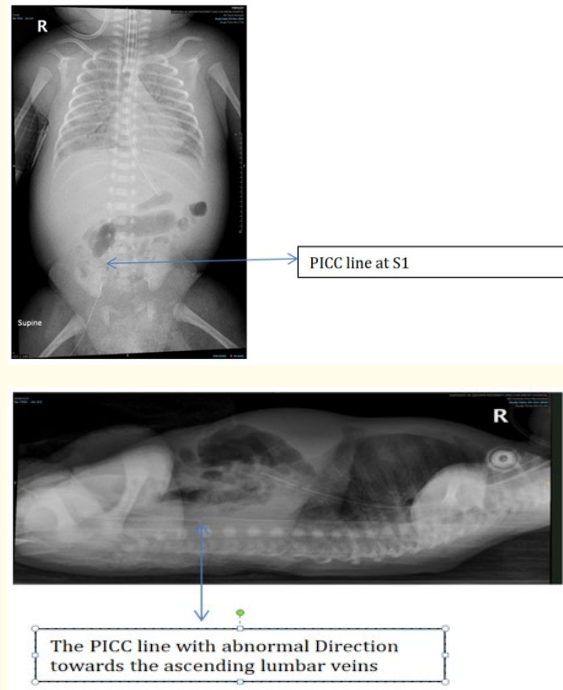 R
PICC line at S1
Supine
R
The PICC line with abnormal Direction
towards the ascending lumbar veins